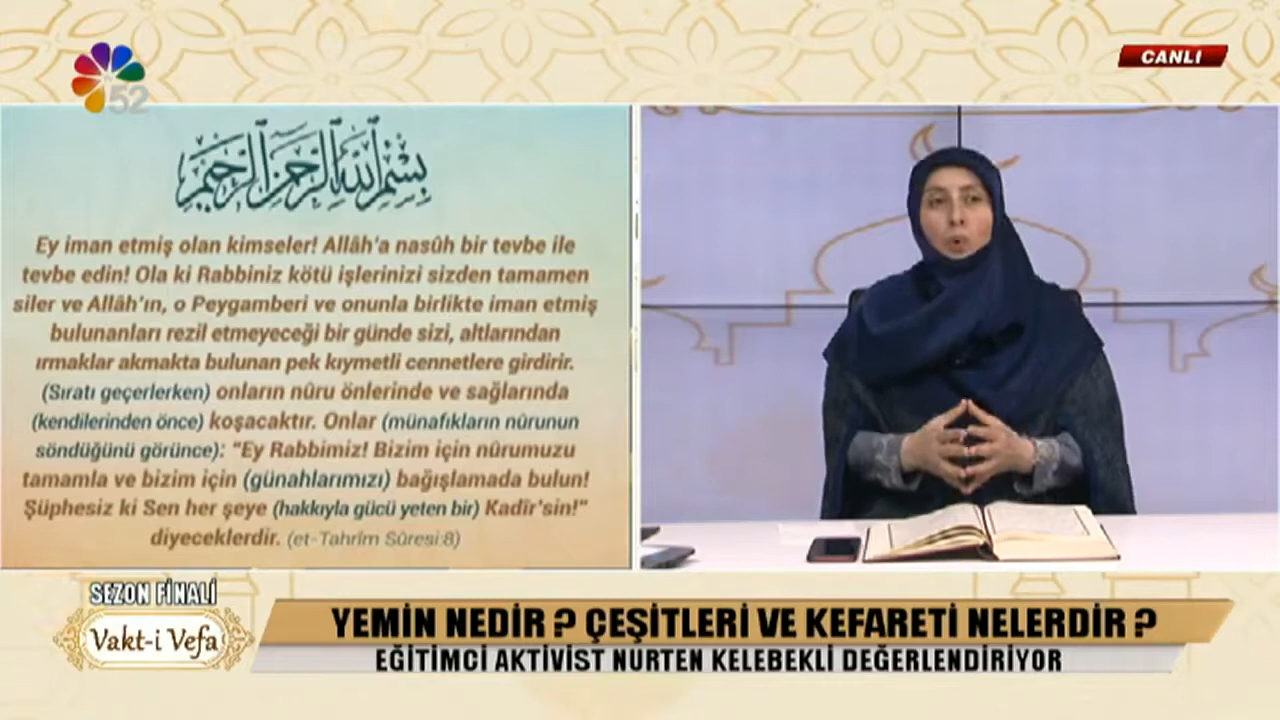 52
CANLI
بِسْمِ اللّٰهِ الرَّحْمٰنِ الرَّحِيمِ
Ey iman etmiş olan kimseler! Allâh'a nasûh bir tevbe ile
tevbe edin! Ola ki Rabbiniz kötü işlerinizi sizden tamamen
siler ve Allâh'ın, o Peygamberi ve onunla birlikte iman etmiş
bulunanları rezil etmeyeceği bir günde sizi, altlarından
ırmaklar akmakta bulunan pek kıymetli cennetlere girdirir.
(Sıratı geçerlerken) onların nûru önlerinde ve sağlarında
(kendilerinden önce) koşacaktır. Onlar (münafıkların nûrunun
söndüğünü görünce): "Ey Rabbimiz! Bizim için nûrumuzu
tamamla ve bizim için (günahlarımızı) bağışlamada bulun!
Şüphesiz ki Sen her şeye (hakkıyla gücü yeten bir) Kadîr'sin!"
diyeceklerdir. (et-Tahrîm Sûresi:8)
SEZON FİNALİ
Vakt-i Vefa
YEMİN NEDİR? ÇEŞİTLERİ VE KEFARETİ NELERDİR?
EĞİTİMCİ AKTİVİST NURTEN KELEBEKLİ DEĞERLENDİRİYOR